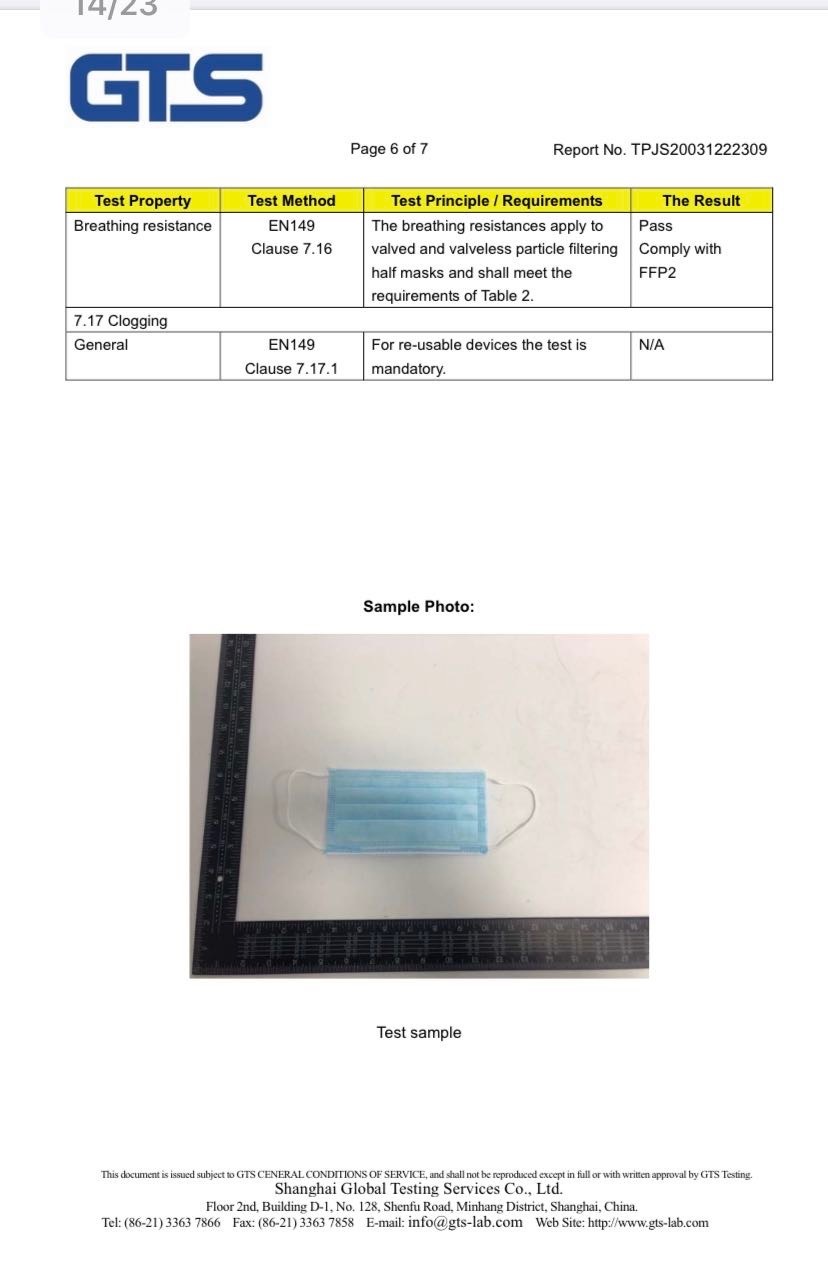 14/23
GTS
Page 6 of 7 Report No. TPJS20031222309
Test Property Test Method Test Principle / Requirements The Result
Breathing resistance EN149 The breathing resistances apply to Pass
Clause 7.16 valved and valveless particle filtering Comply with
half masks and shall meet the FFP2
requirements of Table 2.
7.17 Clogging
General EN149 For re-usable devices the test is N/A
Clause 7.17.1 mandatory.
Sample Photo:
Test sample
This document is issued subject to GTS CENERAL CONDITIONS OF SERVICE, and shall not be reproduced except in full or with written approval by GTS Testing.
Shanghai Global Testing Services Co., Ltd.
Floor 2nd, Building D-1, No. 128, Shenfu Road, Minhang District, Shanghai, China.
Tel: (86-21) 3363 7866 Fax: (86-21) 3363 7858 E-mail: info@gts-lab.com Web Site: http://www.gts-lab.com